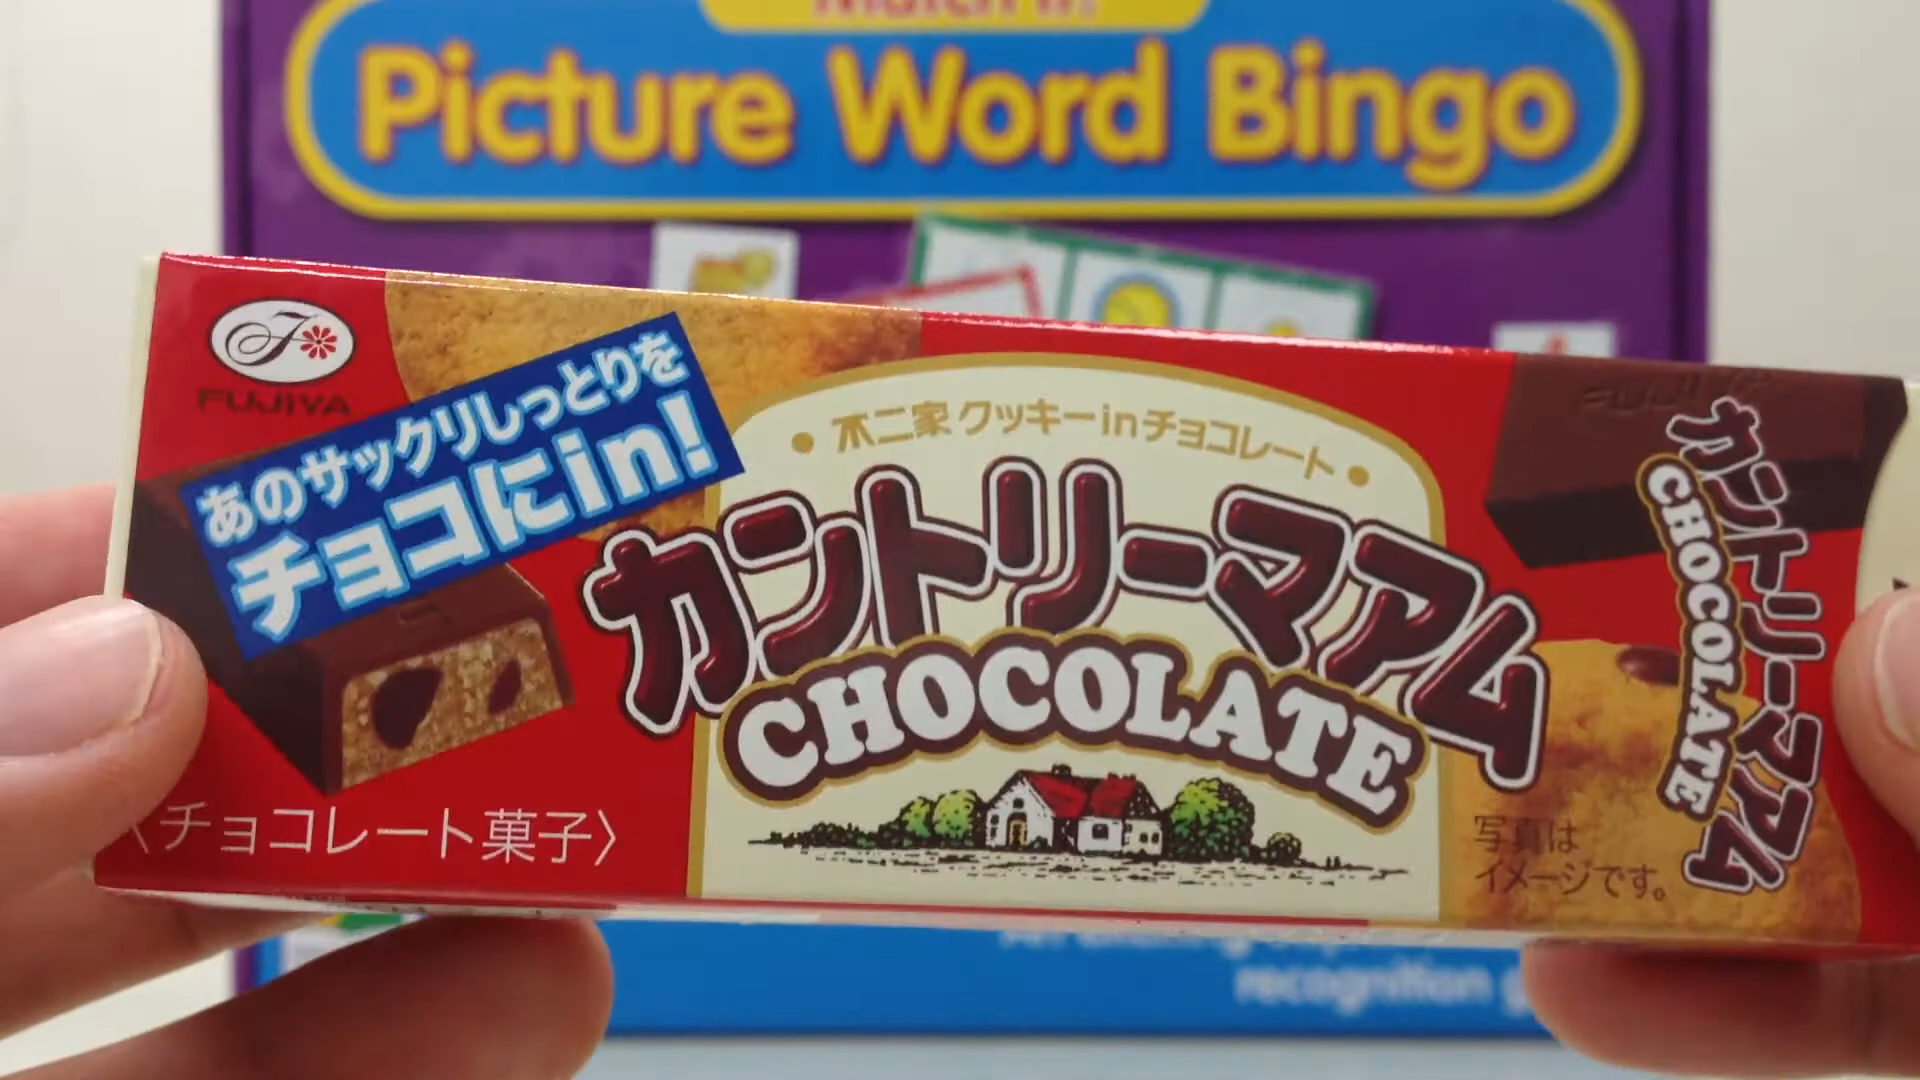 Match It!
Picture Word Bingo
FUJIYA
あのサックリしっとりを
チョコにin!
不二家 クッキーinチョコレート
カントリーマアム
CHOCOLATE
〈チョコレート菓子〉
写真は
イメージです。
カントリーマアム
CHOCOLATE
recognition